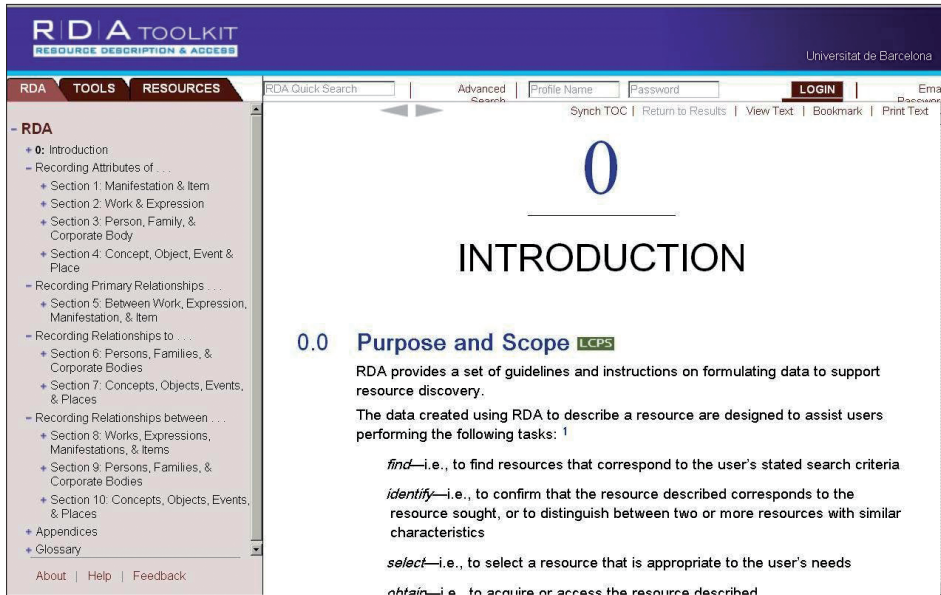 RDA TOOLKIT
RESOURCE DESCRIPTION & ACCESS
Universitat de Barcelona
RDA TOOLS RESOURCES
RDA Quick Search | Advanced Search | Profile Name Password LOGIN |
Synch TOC | Return to Results | View Text | Bookmark | Print Text
- RDA
+ 0: Introduction
- Recording Attributes of . . .
+ Section 1: Manifestation & Item
+ Section 2: Work & Expression
+ Section 3: Person, Family, &
Corporate Body
+ Section 4: Concept, Object, Event &
Place
- Recording Primary Relationships . . .
+ Section 5: Between Work, Expression,
Manifestation, & Item
- Recording Relationships to . . .
+ Section 6: Persons, Families, &
Corporate Bodies
+ Section 7: Concepts, Objects, Events,
& Places
- Recording Relationships between . . .
+ Section 8: Works, Expressions,
Manifestations, & Items
+ Section 9: Persons, Families, &
Corporate Bodies
+ Section 10: Concepts, Objects, Events,
& Places
+ Appendices
+ Glossary
About | Help | Feedback
0
INTRODUCTION
0.0 Purpose and Scope LCPS
RDA provides a set of guidelines and instructions on formulating data to support
resource discovery.
The data created using RDA to describe a resource are designed to assist users
performing the following tasks: 1
find—i.e., to find resources that correspond to the user's stated search criteria
identify—i.e., to confirm that the resource described corresponds to the
resource sought, or to distinguish between two or more resources with similar
characteristics
select—i.e., to select a resource that is appropriate to the user's needs
obtain—i.e., to acquire or access the resource described